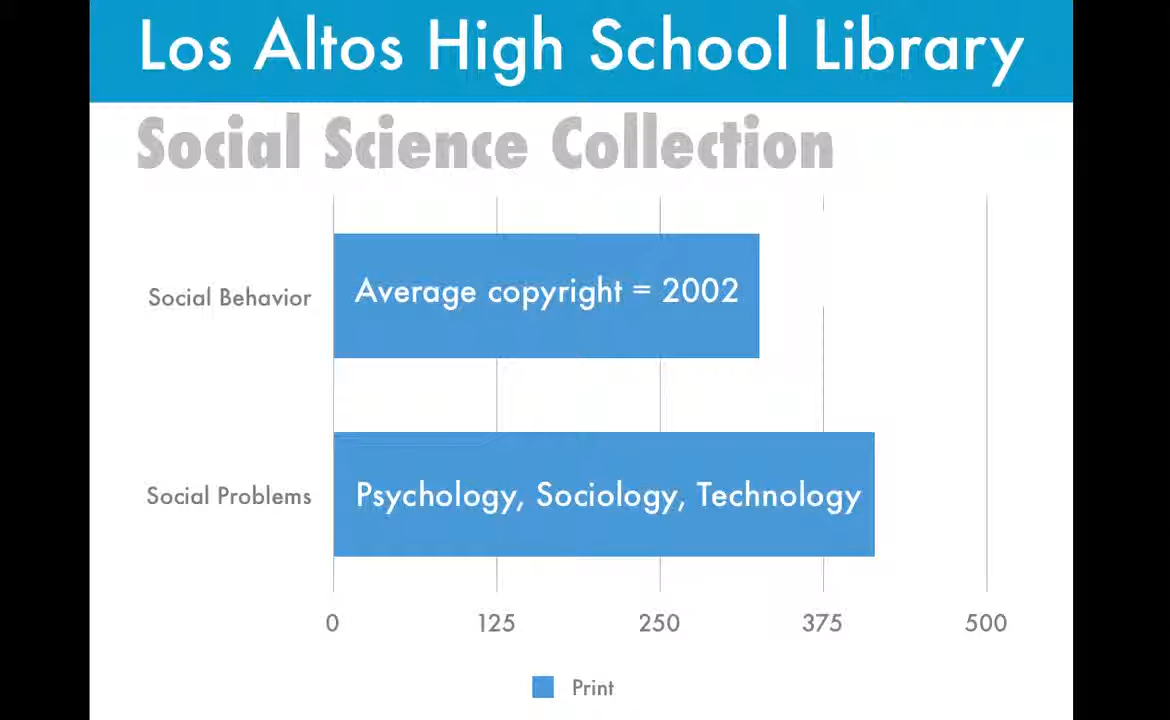 Los Altos High School Library
Social Science Collection
Social Behavior
Average copyright = 2002
Social Problems
Psychology, Sociology, Technology
0 125 250 375 500
Print